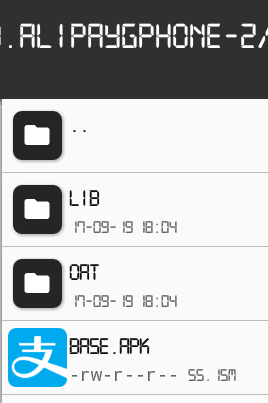 .ALIPAYGPHONE-2/
..
LIB
17-09-19 18:04
OAT
17-09-19 18:04
支
BASE.APK
-rw-r--r-- 55.15M